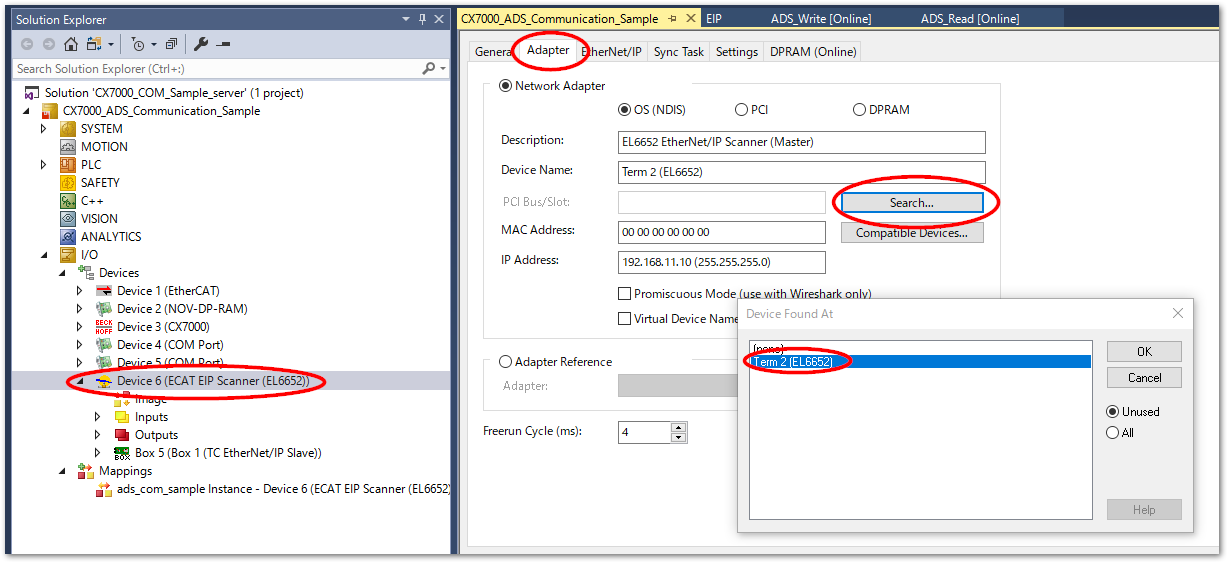 Solution Explorer
Search Solution Explorer (Ctrl+;)
Solution 'CX7000_COM_Sample_server' (1 project)
CX7000_ADS_Communication_Sample
SYSTEM
MOTION
PLC
SAFETY
C++
VISION
ANALYTICS
I/O
Devices
Device 1 (EtherCAT)
Device 2 (NOV-DP-RAM)
BECK HOFF Device 3 (CX7000)
Device 4 (COM Port)
Device 5 (COM Port)
Device 6 (ECAT EIP Scanner (EL6652))
Image
Inputs
Outputs
BOX Box 5 (Box 1 (TC EtherNet/IP Slave))
Mappings
ads_com_sample Instance - Device 6 (ECAT EIP Scanner (EL6652)
CX7000_ADS_Communication_Sample EIP ADS_Write [Online] ADS_Read [Online]
General Adapter EtherNet/IP Sync Task Settings DPRAM (Online)
Network Adapter
OS (NDIS) PCI DPRAM
Description: EL6652 EtherNet/IP Scanner (Master)
Device Name: Term 2 (EL6652)
PCI Bus/Slot: Search...
MAC Address: 00 00 00 00 00 00 Compatible Devices...
IP Address: 192.168.11.10 (255.255.255.0)
Promiscuous Mode (use with Wireshark only)
Virtual Device Name
Adapter Reference
Adapter:
Freerun Cycle (ms): 4
Device Found At
(none)
Term 2 (EL6652)
OK
Cancel
Unused
All
Help